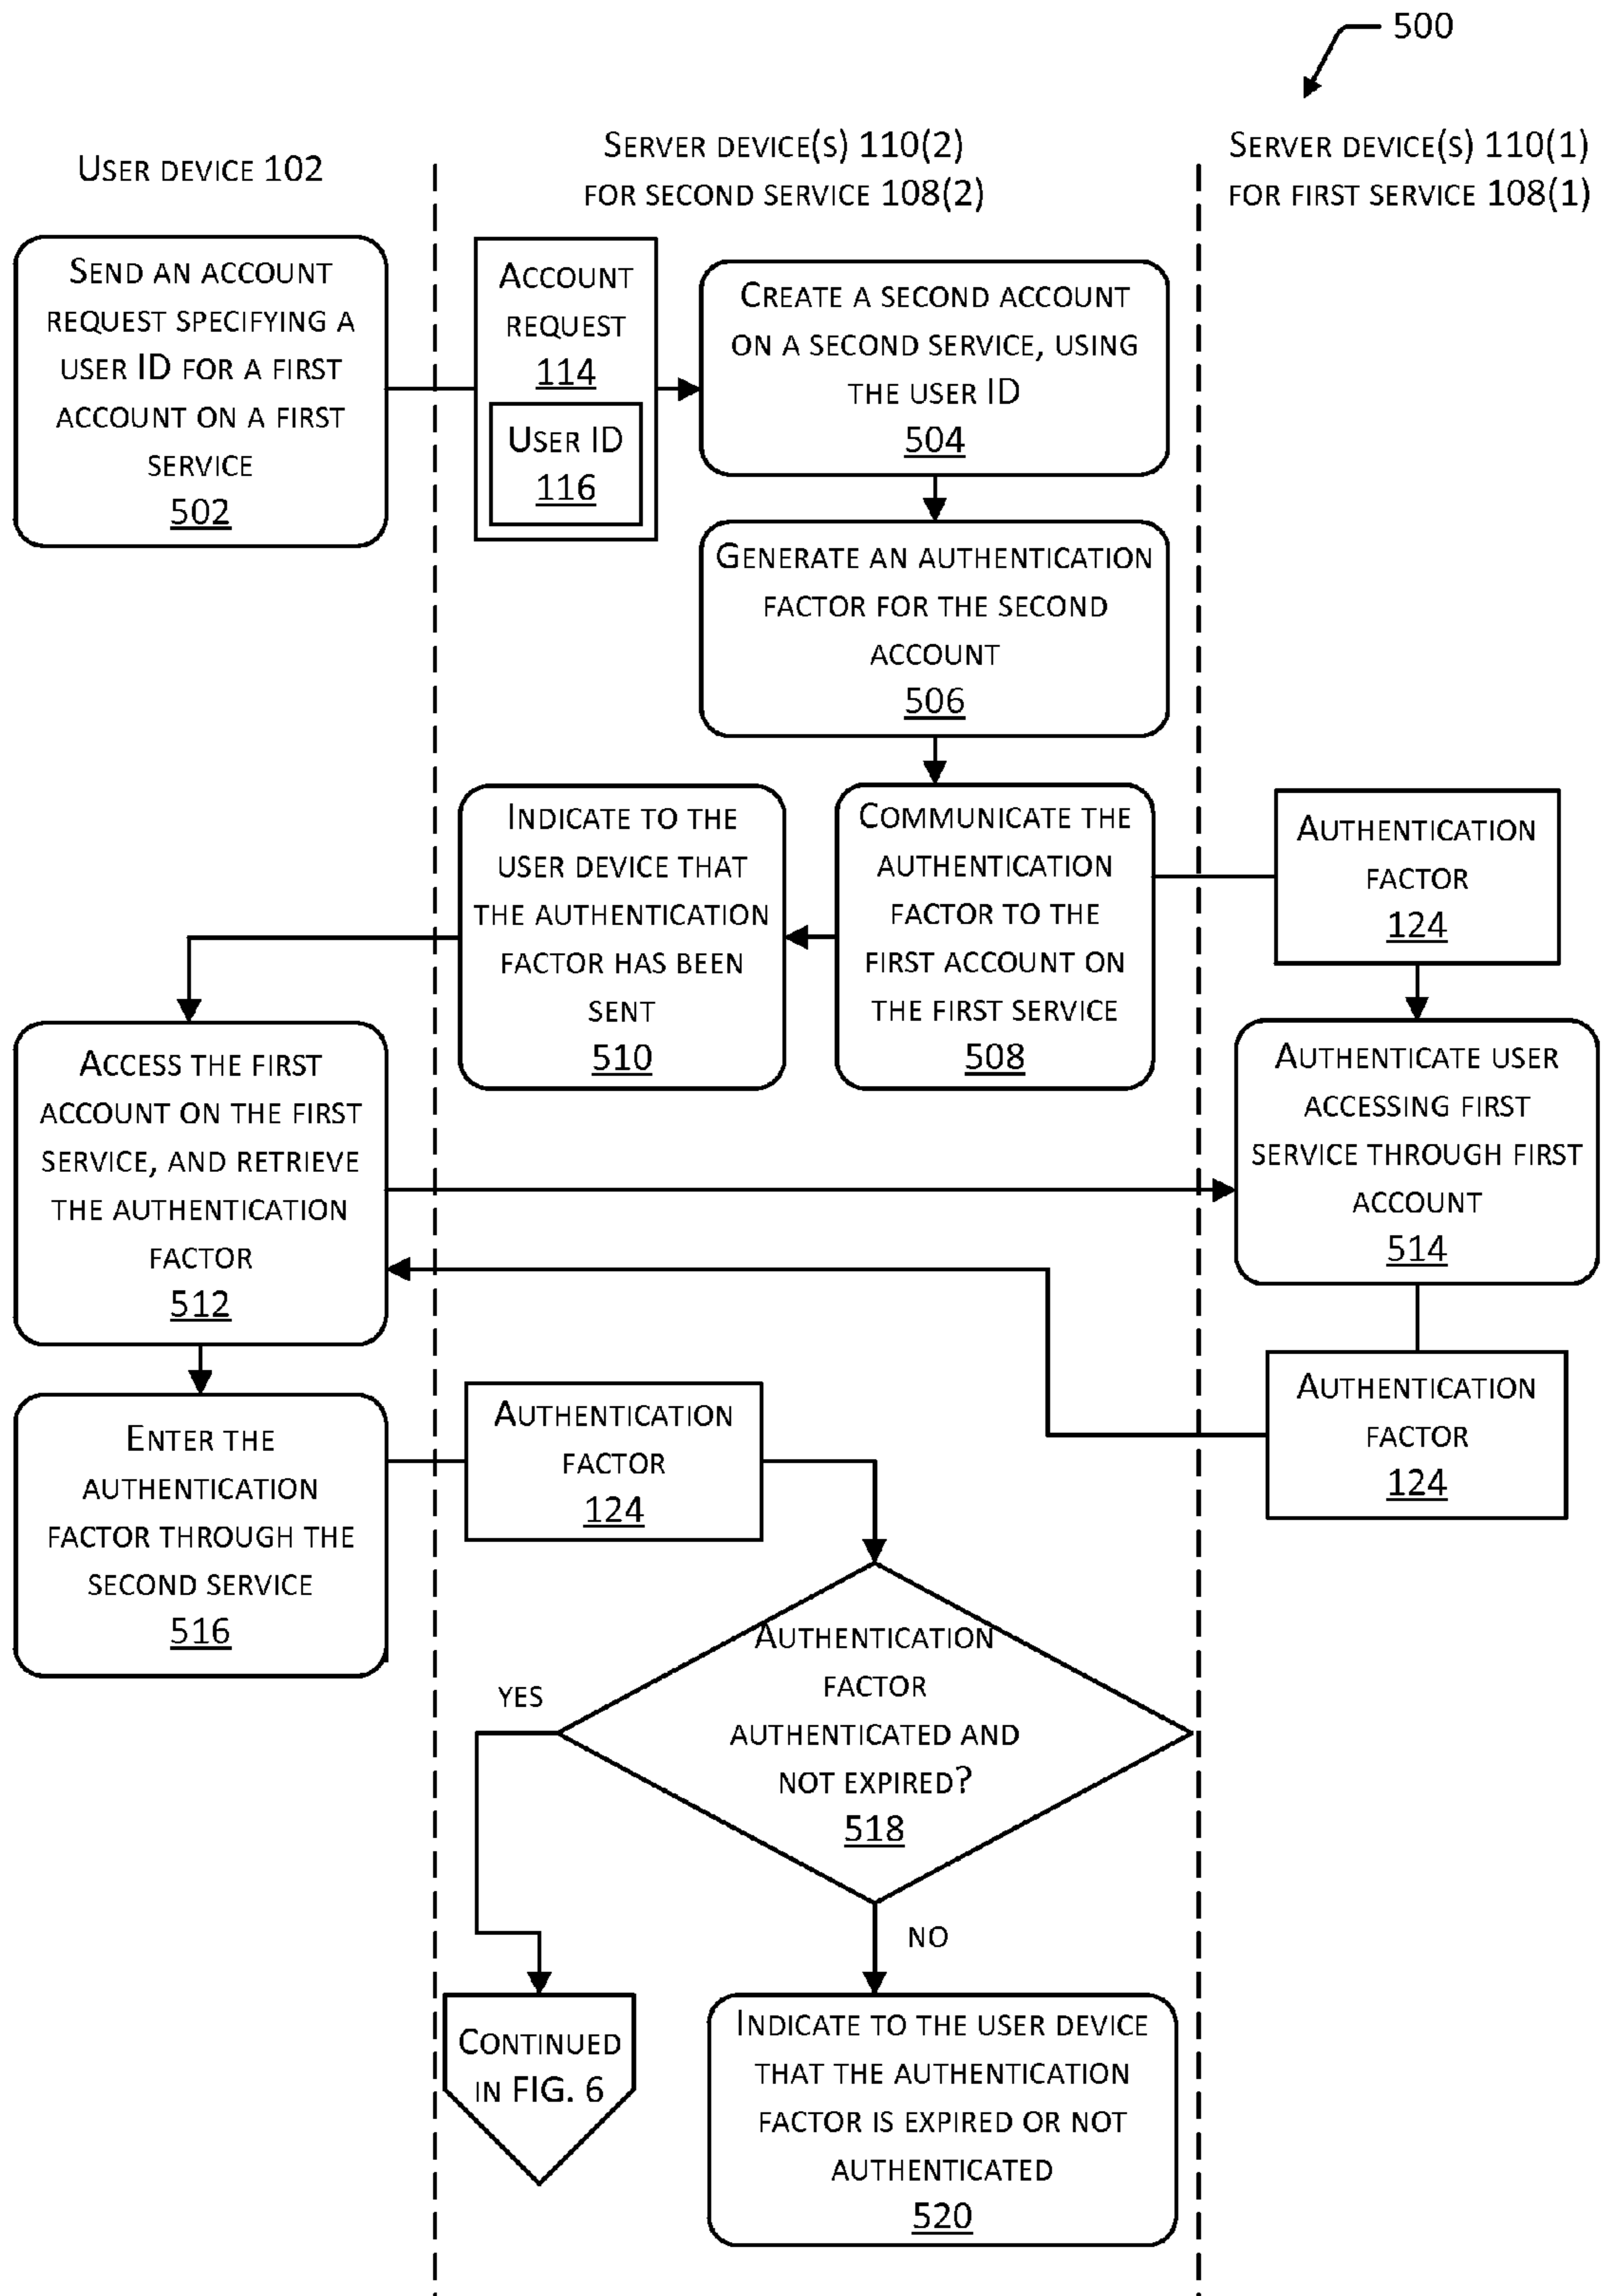 500
USER DEVICE 102
SERVER DEVICE(S) 110(2)
FOR SECOND SERVICE 108(2)
SERVER DEVICE(S) 110(1)
FOR FIRST SERVICE 108(1)
SEND AN ACCOUNT
REQUEST SPECIFYING A
USER ID FOR A FIRST
ACCOUNT ON A FIRST
SERVICE
502
ACCOUNT
REQUEST
114
USER ID
116
CREATE A SECOND ACCOUNT
ON A SECOND SERVICE, USING
THE USER ID
504
GENERATE AN AUTHENTICATION
FACTOR FOR THE SECOND
ACCOUNT
506
INDICATE TO THE
USER DEVICE THAT
THE AUTHENTICATION
FACTOR HAS BEEN
SENT
510
COMMUNICATE THE
AUTHENTICATION
FACTOR TO THE
FIRST ACCOUNT ON
THE FIRST SERVICE
508
AUTHENTICATION
FACTOR
124
ACCESS THE FIRST
ACCOUNT ON THE FIRST
SERVICE, AND RETRIEVE
THE AUTHENTICATION
FACTOR
512
AUTHENTICATE USER
ACCESSING FIRST
SERVICE THROUGH FIRST
ACCOUNT
514
AUTHENTICATION
FACTOR
124
ENTER THE
AUTHENTICATION
FACTOR THROUGH THE
SECOND SERVICE
516
AUTHENTICATION
FACTOR
124
AUTHENTICATION
FACTOR
AUTHENTICATED AND
NOT EXPIRED?
518
YES
NO
CONTINUED
IN FIG. 6
INDICATE TO THE USER DEVICE
THAT THE AUTHENTICATION
FACTOR IS EXPIRED OR NOT
AUTHENTICATED
520